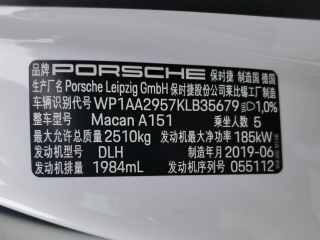 品牌 PORSCHE 保时捷 制造国 德国
生产厂名 Porsche Leipzig GmbH 保时捷股份公司莱比锡工厂制造
车辆识别代号 WP1AA2957KLB35679 1,0%
整车型号 Macan A151 乘坐人数 5
最大允许总质量 2510kg 发动机最大净功率 185kW
发动机型号 DLH 制造年月 2019-06
发动机排量 1984mL 发动机序列号 055112